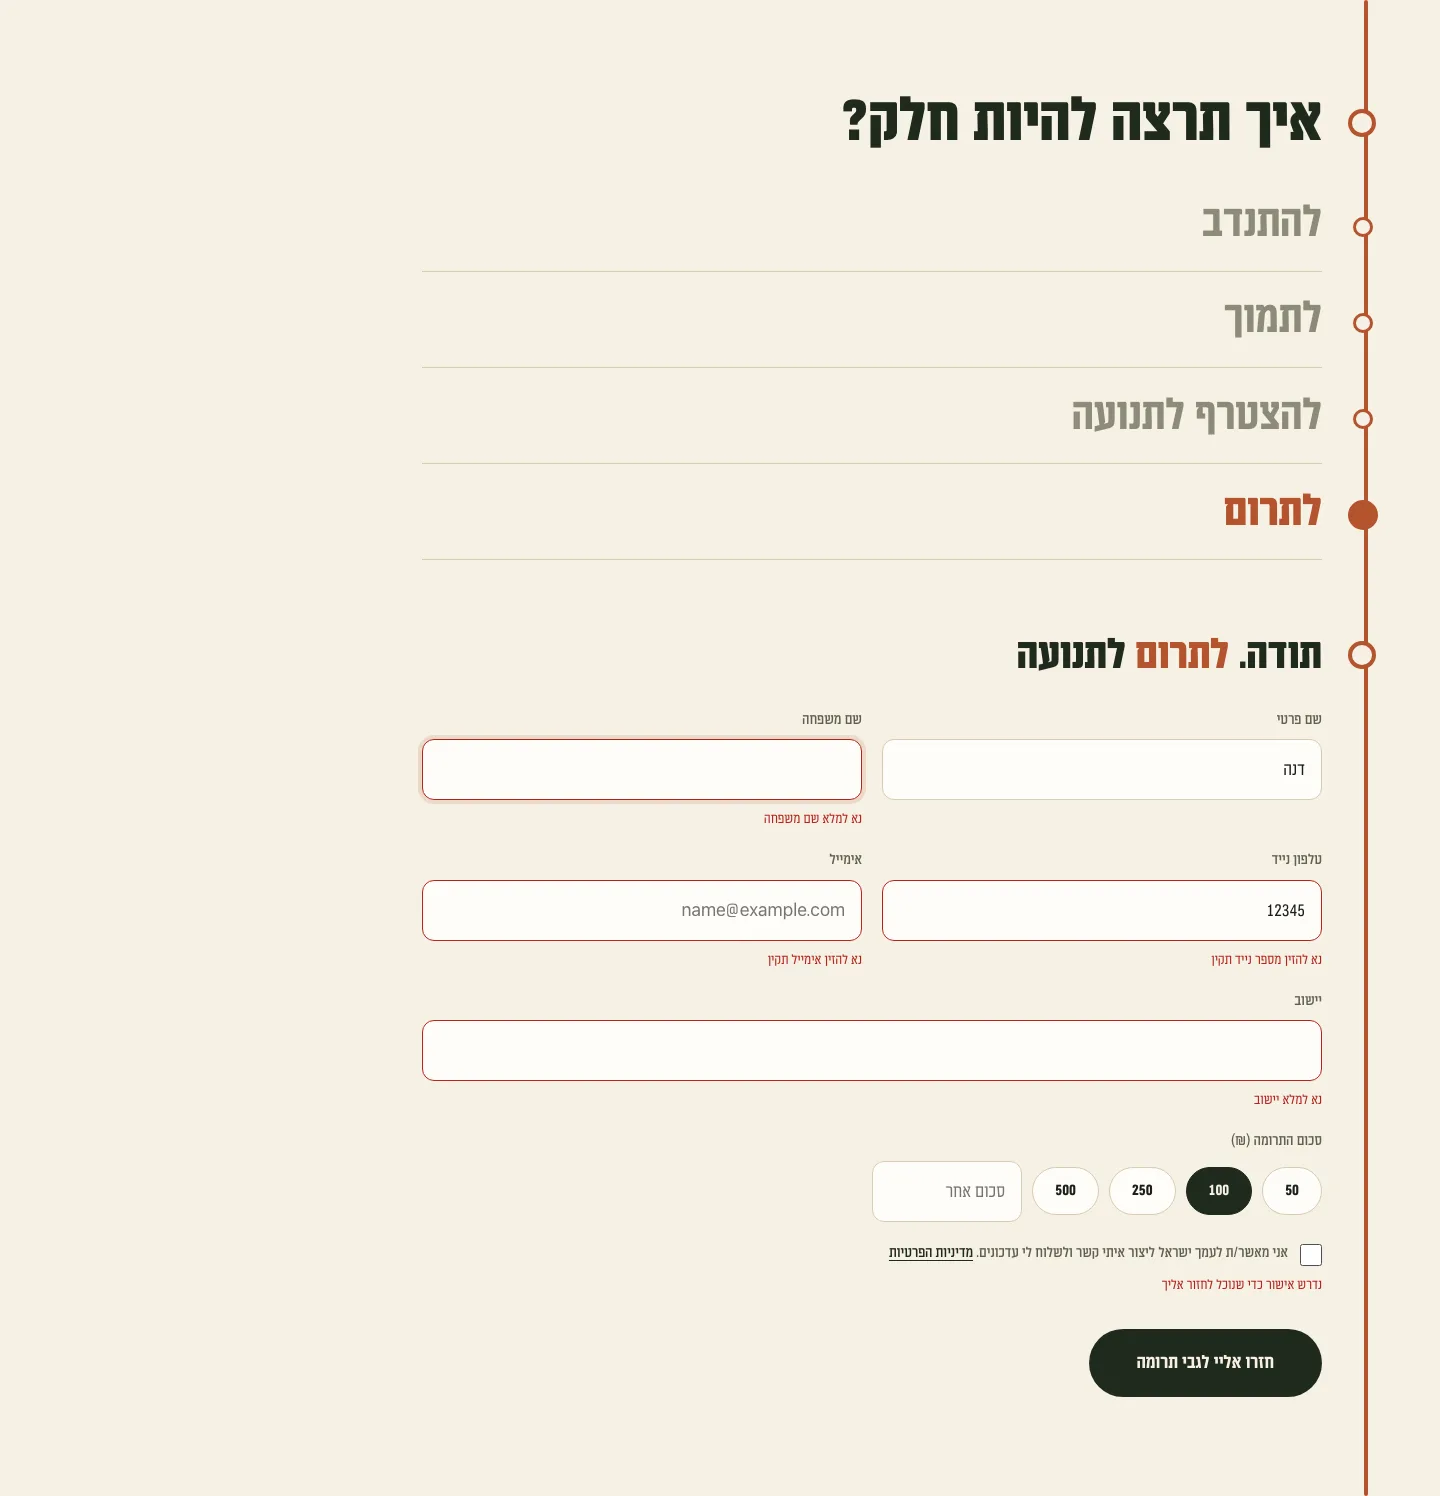 איך תרצה להיות חלק?
להתנדב
לתמוך
להצטרף לתנועה
לתרום
תודה. לתרום לתנועה
שם פרטי
שם משפחה
דנה
נא למלא שם משפחה
טלפון נייד
אימייל
12345
name@example.com
נא להזין מספר נייד תקין
נא להזין אימייל תקין
יישוב
נא למלא יישוב
סכום התרומה (₪)
50
100
250
500
סכום אחר
אני מאשר/ת לעמך ישראל ליצור איתי קשר ולשלוח לי עדכונים. מדיניות הפרטיות
נדרש אישור כדי שנוכל לחזור אליך
חזרו אליי לגבי תרומה